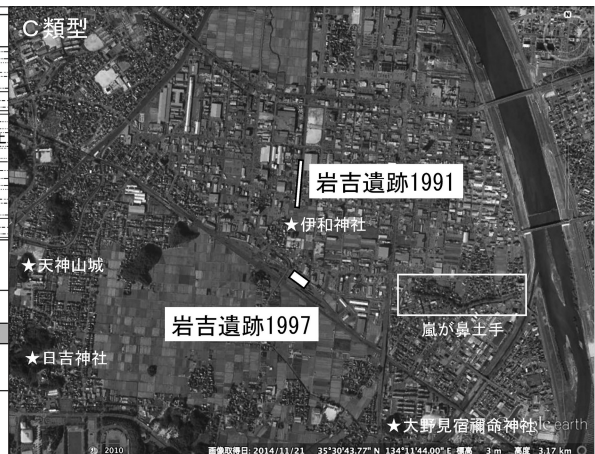 C類型
岩吉遺跡1991
★伊和神社
★天神山城
岩吉遺跡1997
嵐が鼻土手
★日吉神社
★大野見宿禰命神社
earth
2010
画像取得日: 2014/11/21 35°30'43.77" N 134°11'44.00" E 標高 3 m 高度: 3.17 km